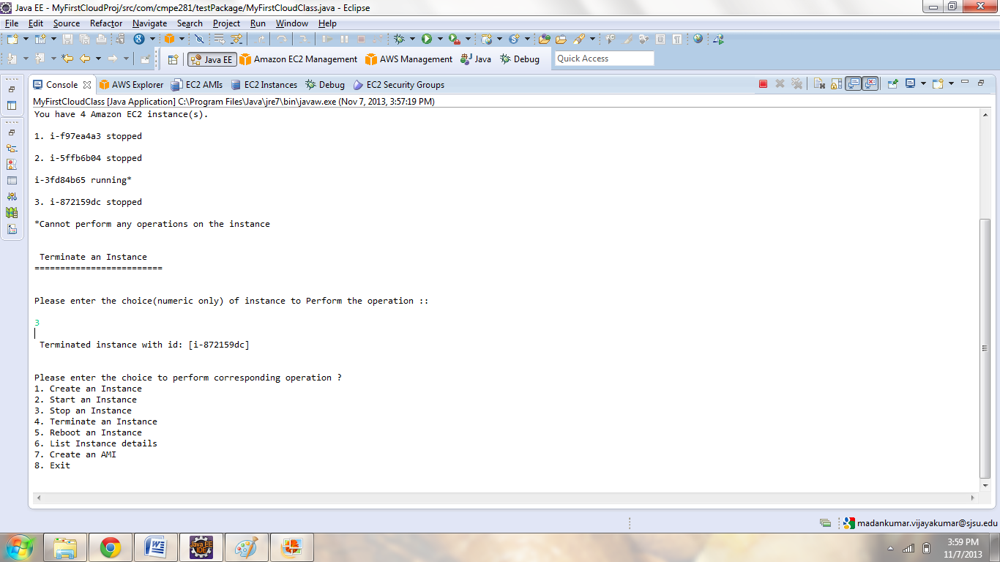 Java EE - MyFirstCloudProj/src/com/cmpe281/testPackage/MyFirstCloudClass.java - Eclipse
File Edit Source Refactor Navigate Search Project Run Window Help
Java EE Amazon EC2 Management AWS Management Java Debug Quick Access
Console AWS Explorer EC2 AMIs EC2 Instances Debug EC2 Security Groups
MyFirstCloudClass [Java Application] C:\Program Files\Java\jre7\bin\javaw.exe (Nov 7, 2013, 3:57:19 PM)
You have 4 Amazon EC2 instance(s).
1. i-f97ea4a3 stopped
2. i-5ffb6b04 stopped
i-3fd84b65 running*
3. i-872159dc stopped
*Cannot perform any operations on the instance
Terminate an Instance
=========================
Please enter the choice(numeric only) of instance to Perform the operation ::
3
Terminated instance with id: [i-872159dc]
Please enter the choice to perform corresponding operation ?
1. Create an Instance
2. Start an Instance
3. Stop an Instance
4. Terminate an Instance
5. Reboot an Instance
6. List Instance details
7. Create an AMI
8. Exit
madankumar.vijayakumar@sjsu.edu
Java EE
IDE
3:59 PM
11/7/2013